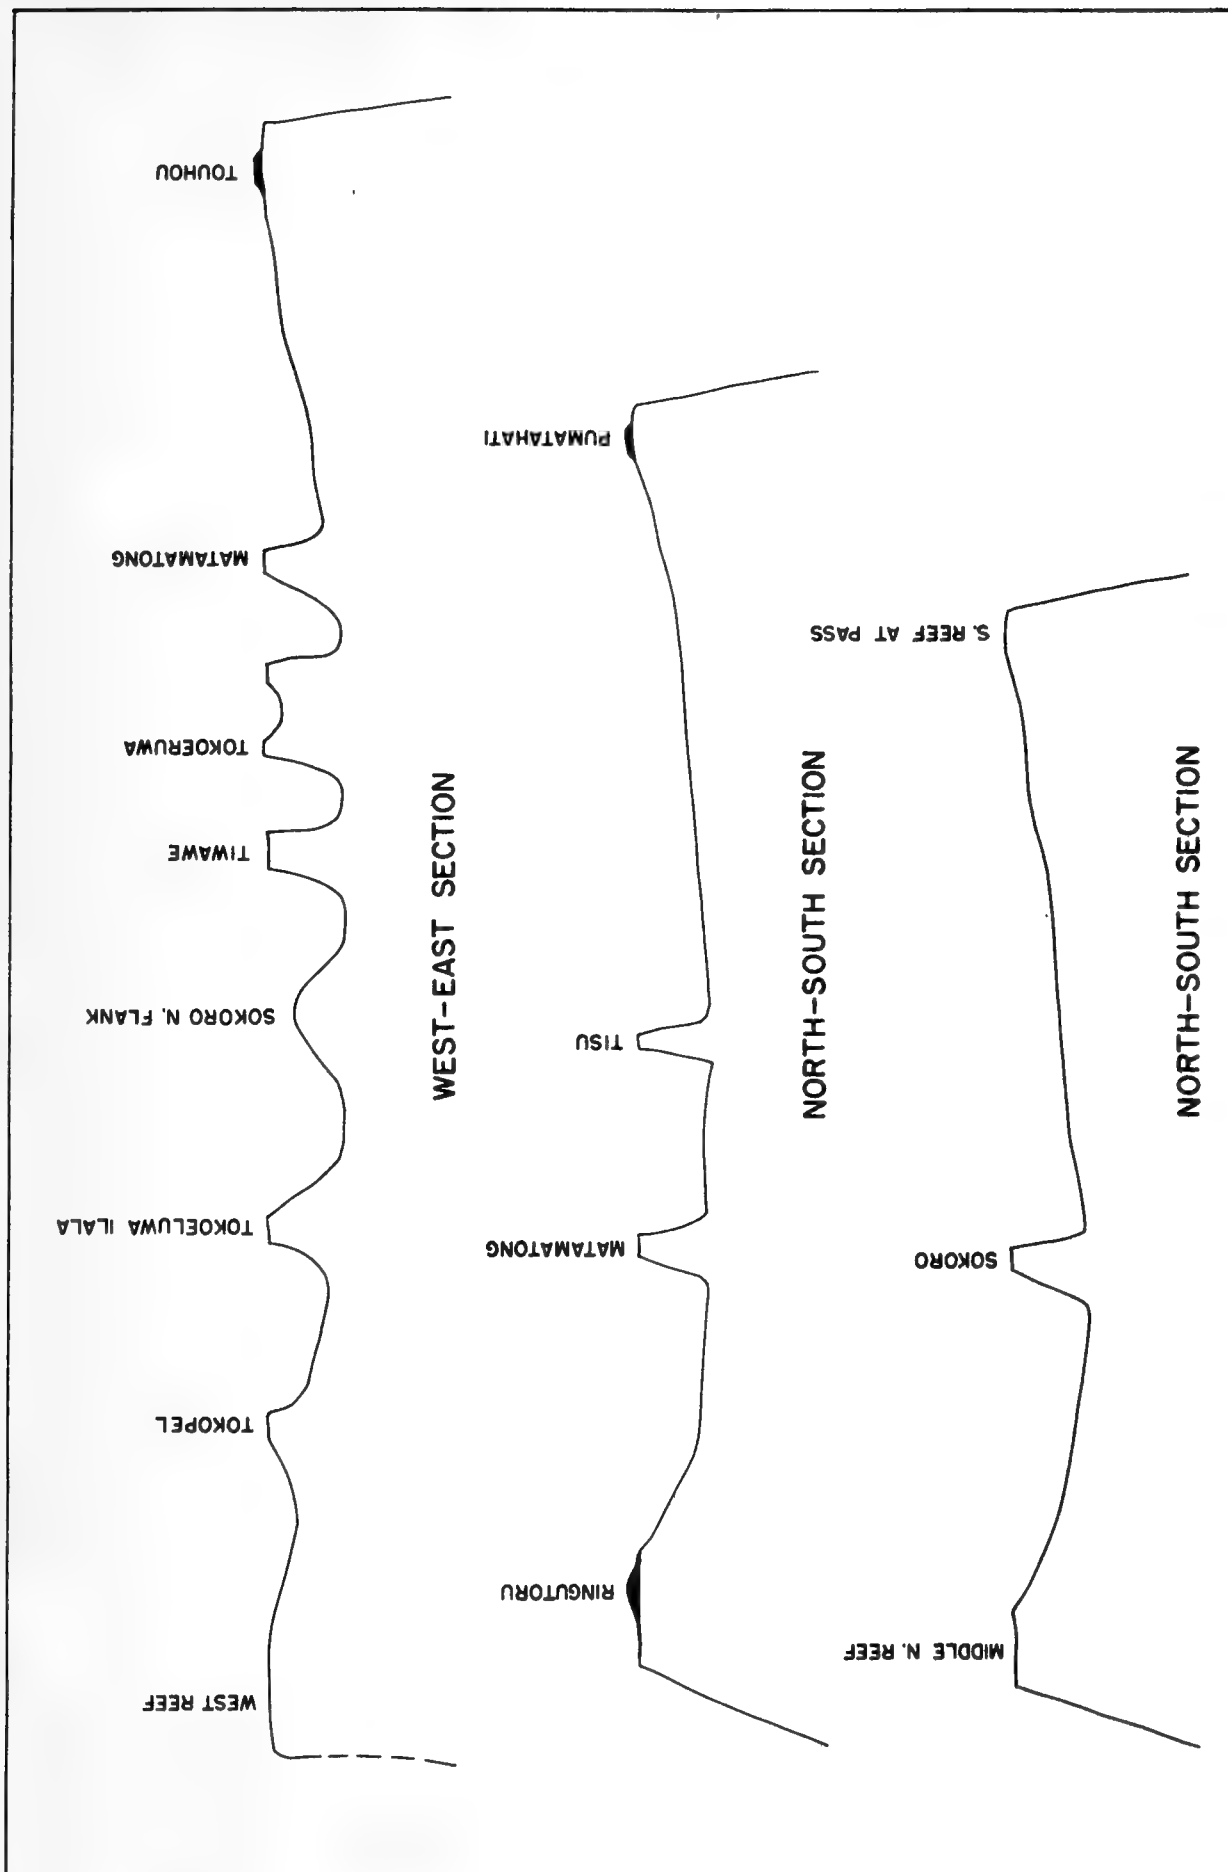 WEST REEF
TOKOPEL
TOKOELUWA ILALA
SOKORO N. FLANK
TIWAWE
TOKOERUWA
MATAMATONG
TOUHOU
WEST-EAST SECTION
RINGUTORU
MATAMATONG
TISU
PUMATAHATI
NORTH-SOUTH SECTION
MIDDLE N. REEF
SOKORO
S. REEF AT PASS
NORTH-SOUTH SECTION